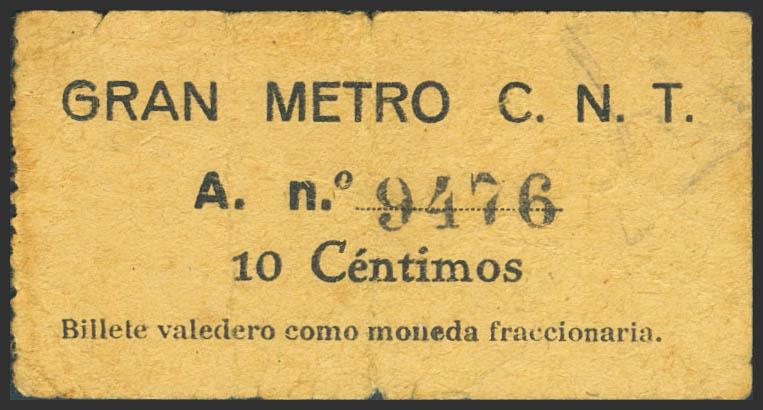 GRAN METRO C. N. T.
A. n.º 9476
10 Céntimos
Billete valedero como moneda fraccionaria.